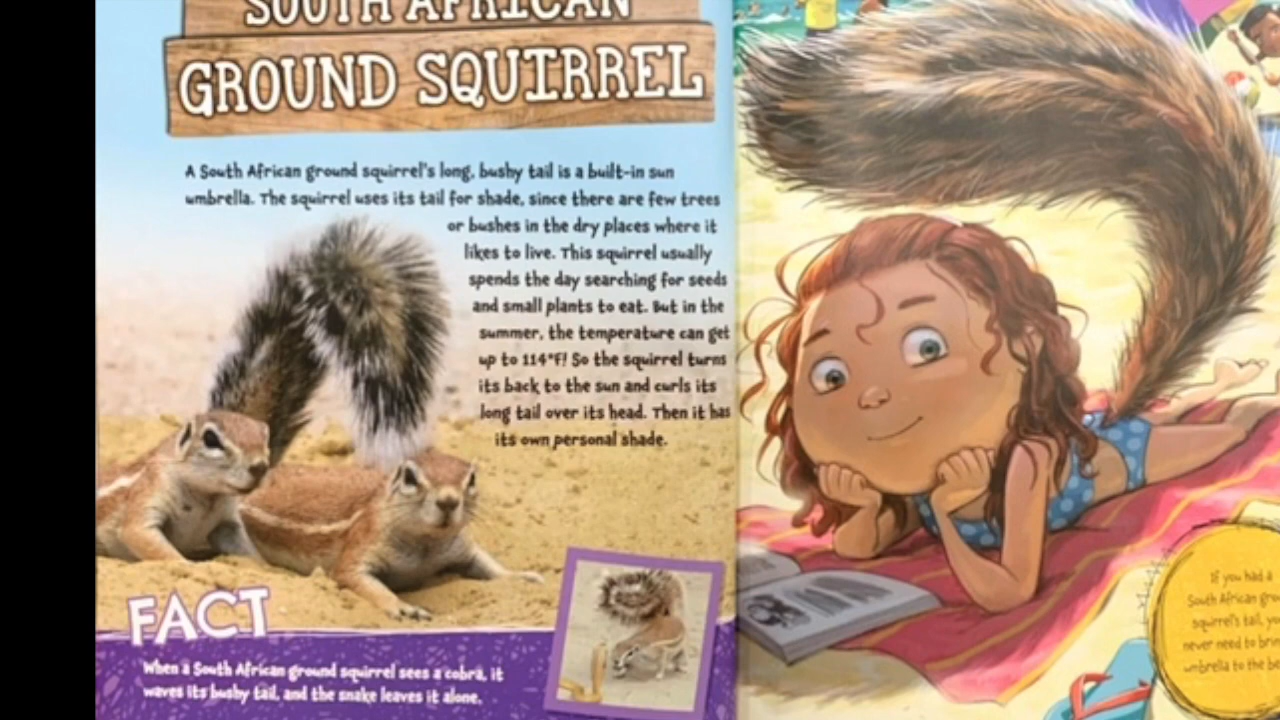 SOUTH AFRICAN
GROUND SQUIRREL
A South African ground squirrel's long, bushy tail is a built-in sun
umbrella. The squirrel uses its tail for shade, since there are few trees
or bushes in the dry places where it
likes to live. This squirrel usually
spends the day searching for seeds
and small plants to eat. But in the
summer, the temperature can get
up to 114°F! So the squirrel turns
its back to the sun and curls its
long tail over its head. Then it has
its own personal shade.
FACT
When a South African ground squirrel sees a cobra, it
waves its bushy tail, and the snake leaves it alone.
If you had a
South African
squirrel's tail,
never need to
umbrella to the